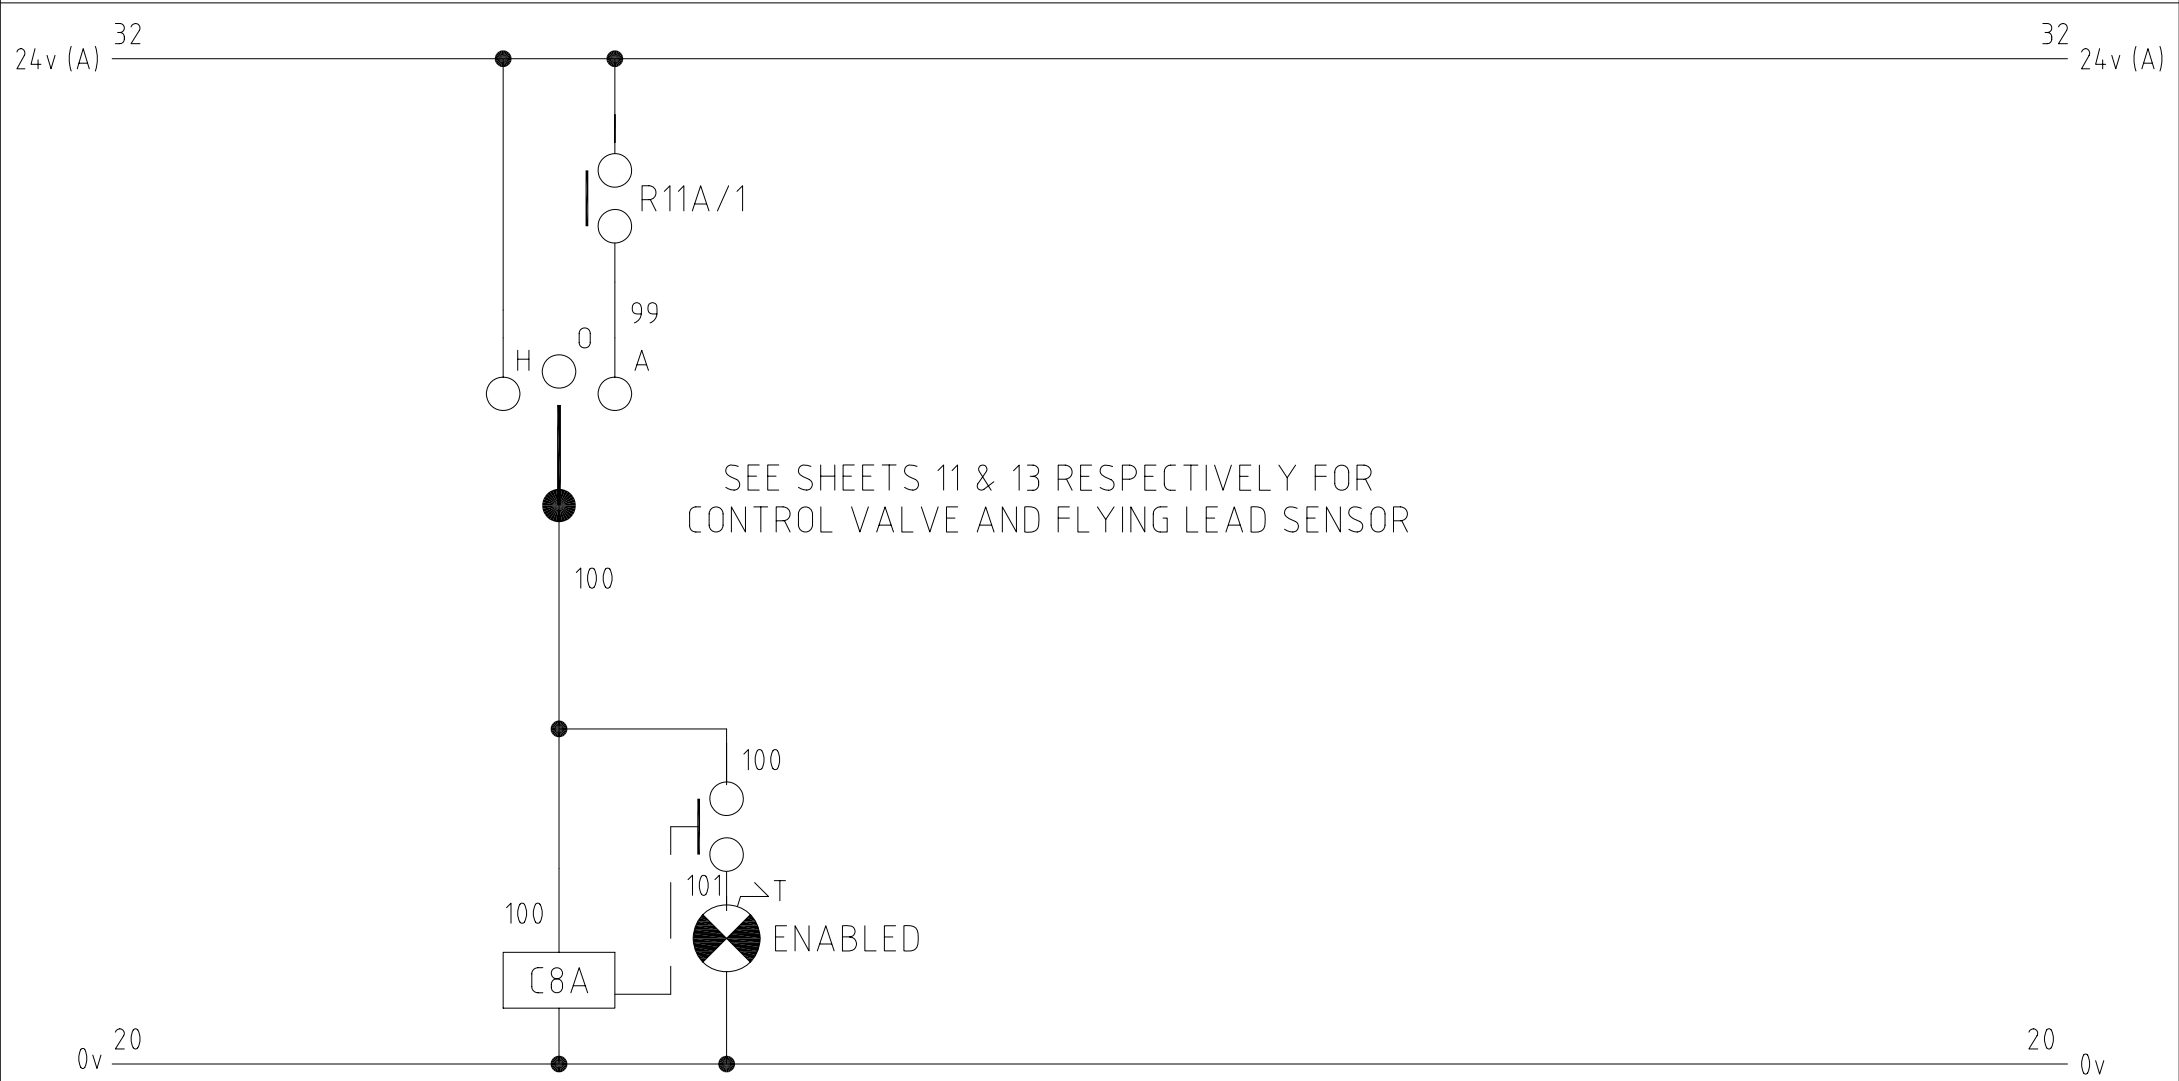 32
32
24v (A)
24v (A)
R11A/1
99
O
H
A
SEE SHEETS 11 & 13 RESPECTIVELY FOR
CONTROL VALVE AND FLYING LEAD SENSOR
100
100
101
T
100
ENABLED
C8A
20
20
0v
0v